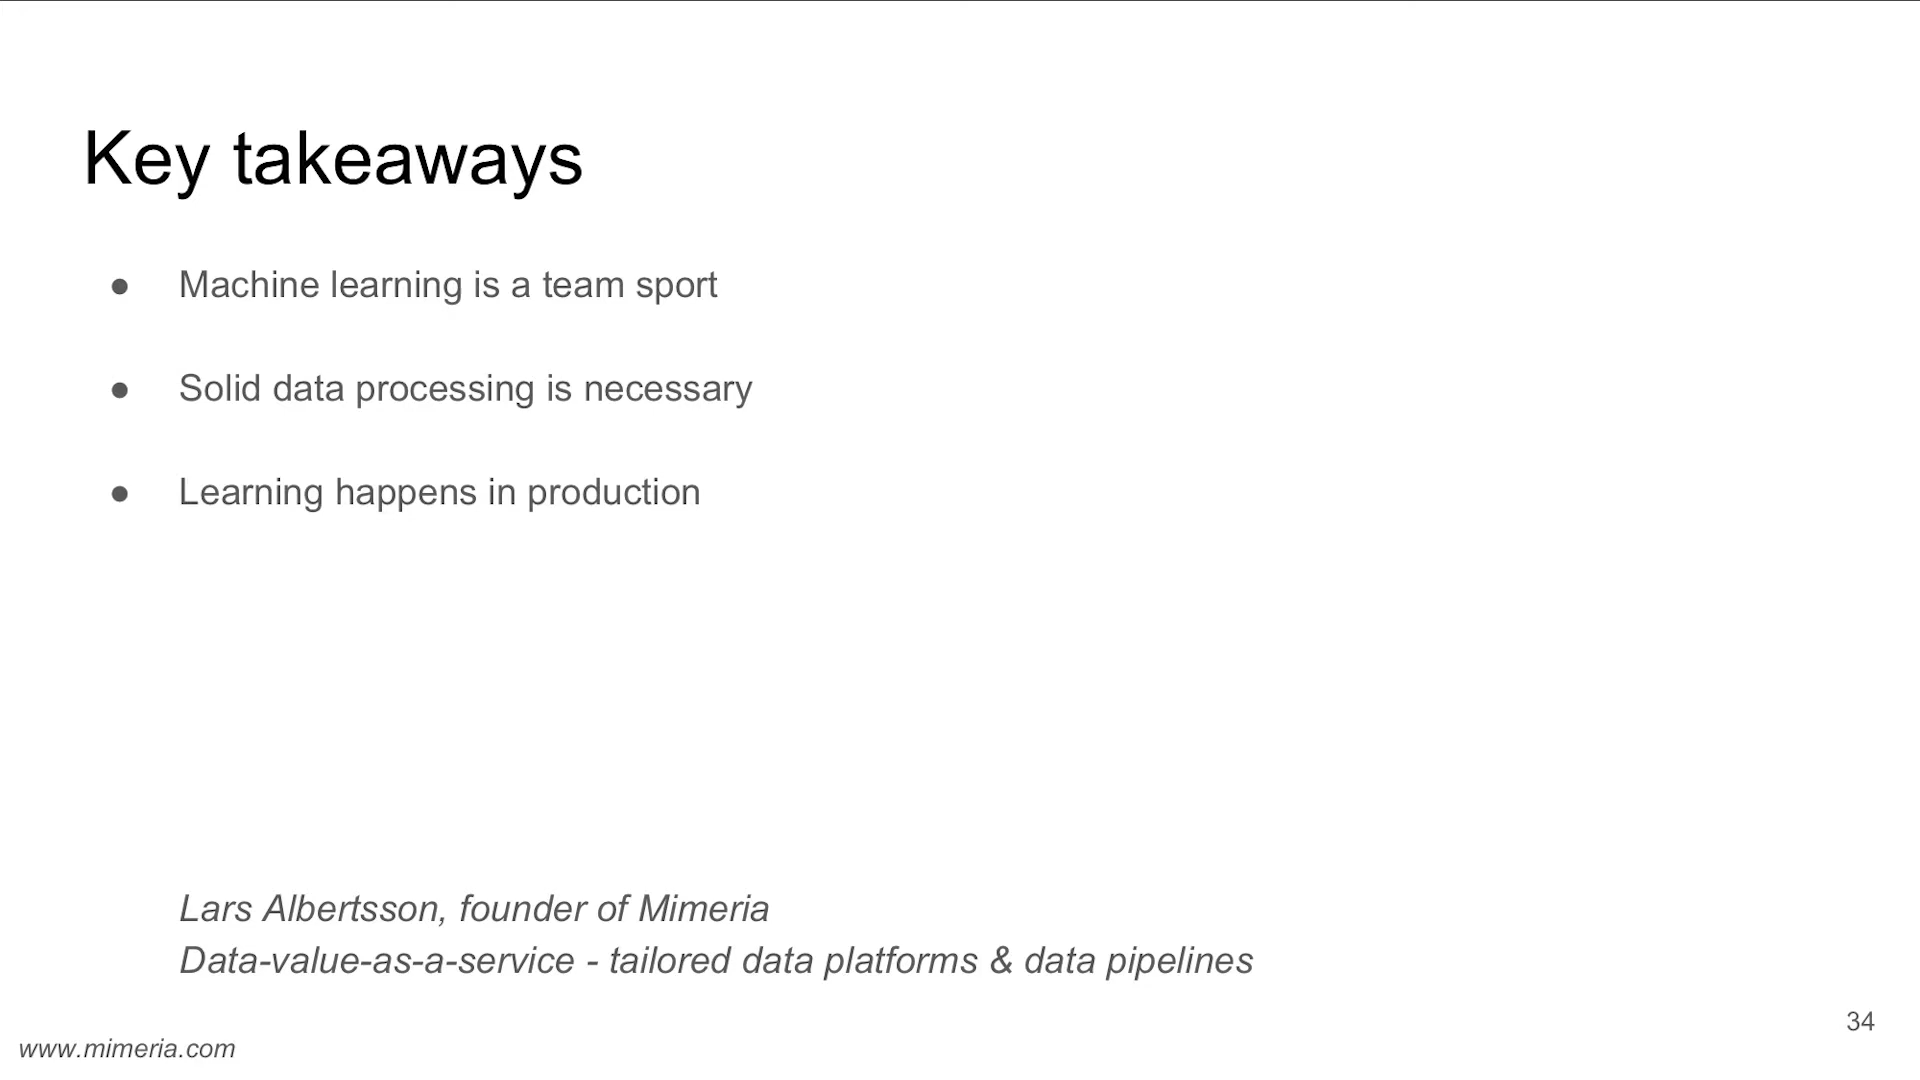 Key takeaways
● Machine learning is a team sport
● Solid data processing is necessary
● Learning happens in production
Lars Albertsson, founder of Mimeria
Data-value-as-a-service - tailored data platforms & data pipelines
34
www.mimeria.com